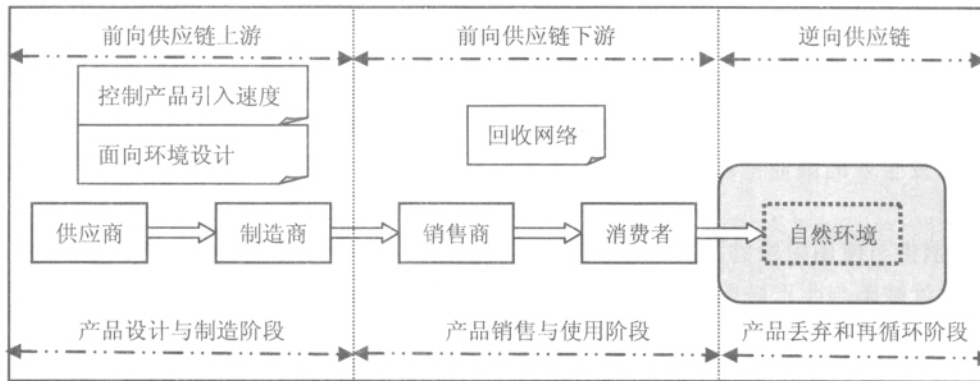 前向供应链上游
前向供应链下游
逆向供应链
控制产品引入速度
面向环境设计
回收网络
供应商
制造商
销售商
消费者
自然环境
产品设计与制造阶段
产品销售与使用阶段
产品丢弃和再循环阶段